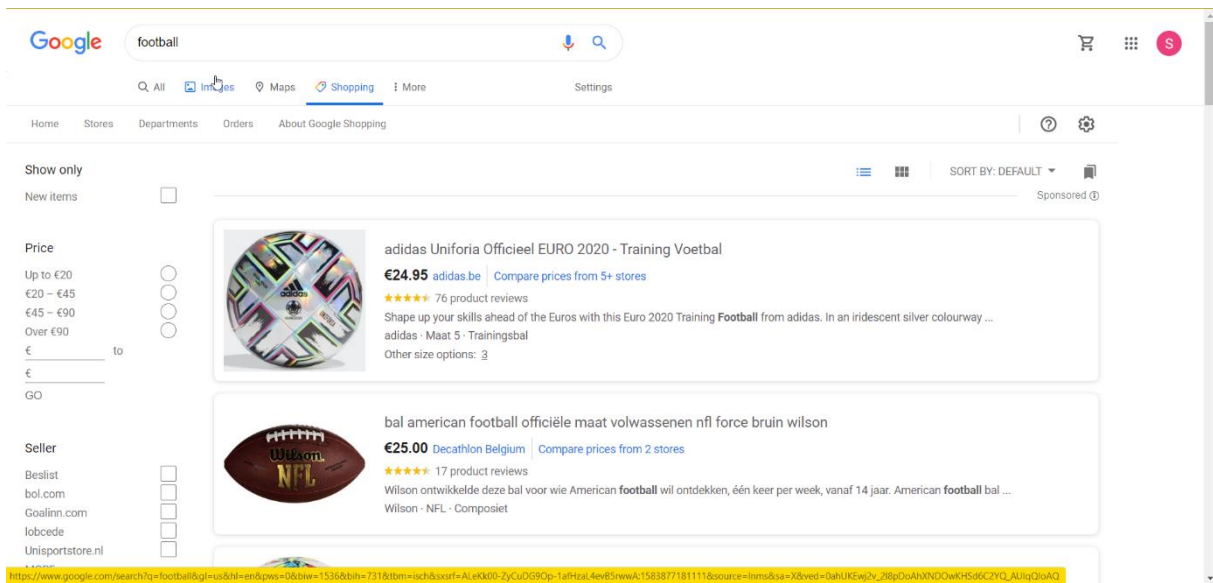 Google
football
S
All
Images
Maps
Shopping
More
Settings
Home
Stores
Departments
Orders
About Google Shopping
Show only
New items
SORT BY: DEFAULT
Sponsored
Price
Up to €20
€20 – €45
€45 – €90
Over €90
€ to
€
GO
adidas
adidas Uniforia Officieel EURO 2020 - Training Voetbal
€24.95 adidas.be Compare prices from 5+ stores
76 product reviews
Shape up your skills ahead of the Euros with this Euro 2020 Training Football from adidas. In an iridescent silver colourway ...
adidas · Maat 5 · Trainingsbal
Other size options: 3
Seller
Beslist
bol.com
Goalinn.com
lobcede
Unisportstore.nl
Wilson
NFL
bal american football officiële maat volwassenen nfl force bruin wilson
€25.00 Decathlon Belgium Compare prices from 2 stores
17 product reviews
Wilson ontwikkelde deze bal voor wie American football wil ontdekken, één keer per week, vanaf 14 jaar. American football bal ...
Wilson · NFL · Composiet